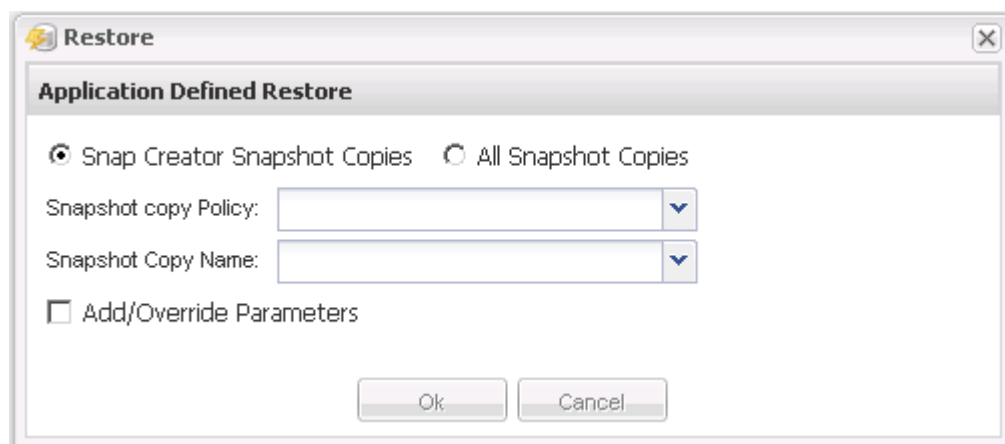 Restore
Application Defined Restore
Snap Creator Snapshot Copies All Snapshot Copies
Snapshot copy Policy:
Snapshot Copy Name:
Add/Override Parameters
Ok Cancel